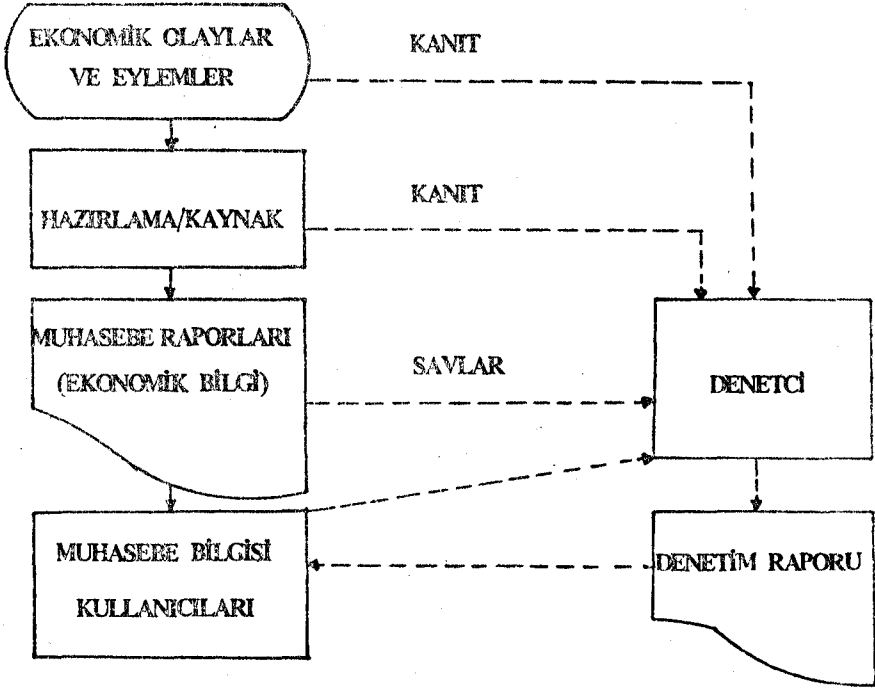 EKONOMİK OLAYLAR
VE EYLEMLER
KANIT
HAZIRLAMA/KAYNAK
KANIT
MUHASEBE RAPORLARI
(EKONOMİK BİLGİ)
SAVLAR
DENETCİ
MUHASEBE BİLGİSİ
KULLANICILARI
DENETİM RAPORU